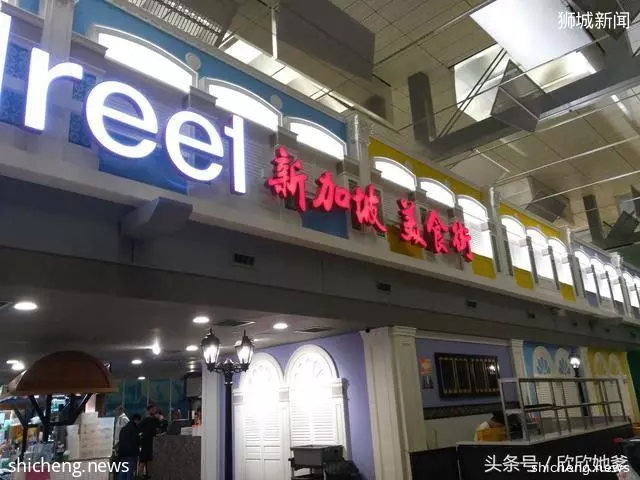 狮城新闻
treet
新加坡 美食街
shicheng.news
头条号 / 欣欣她爹
shicheng.news